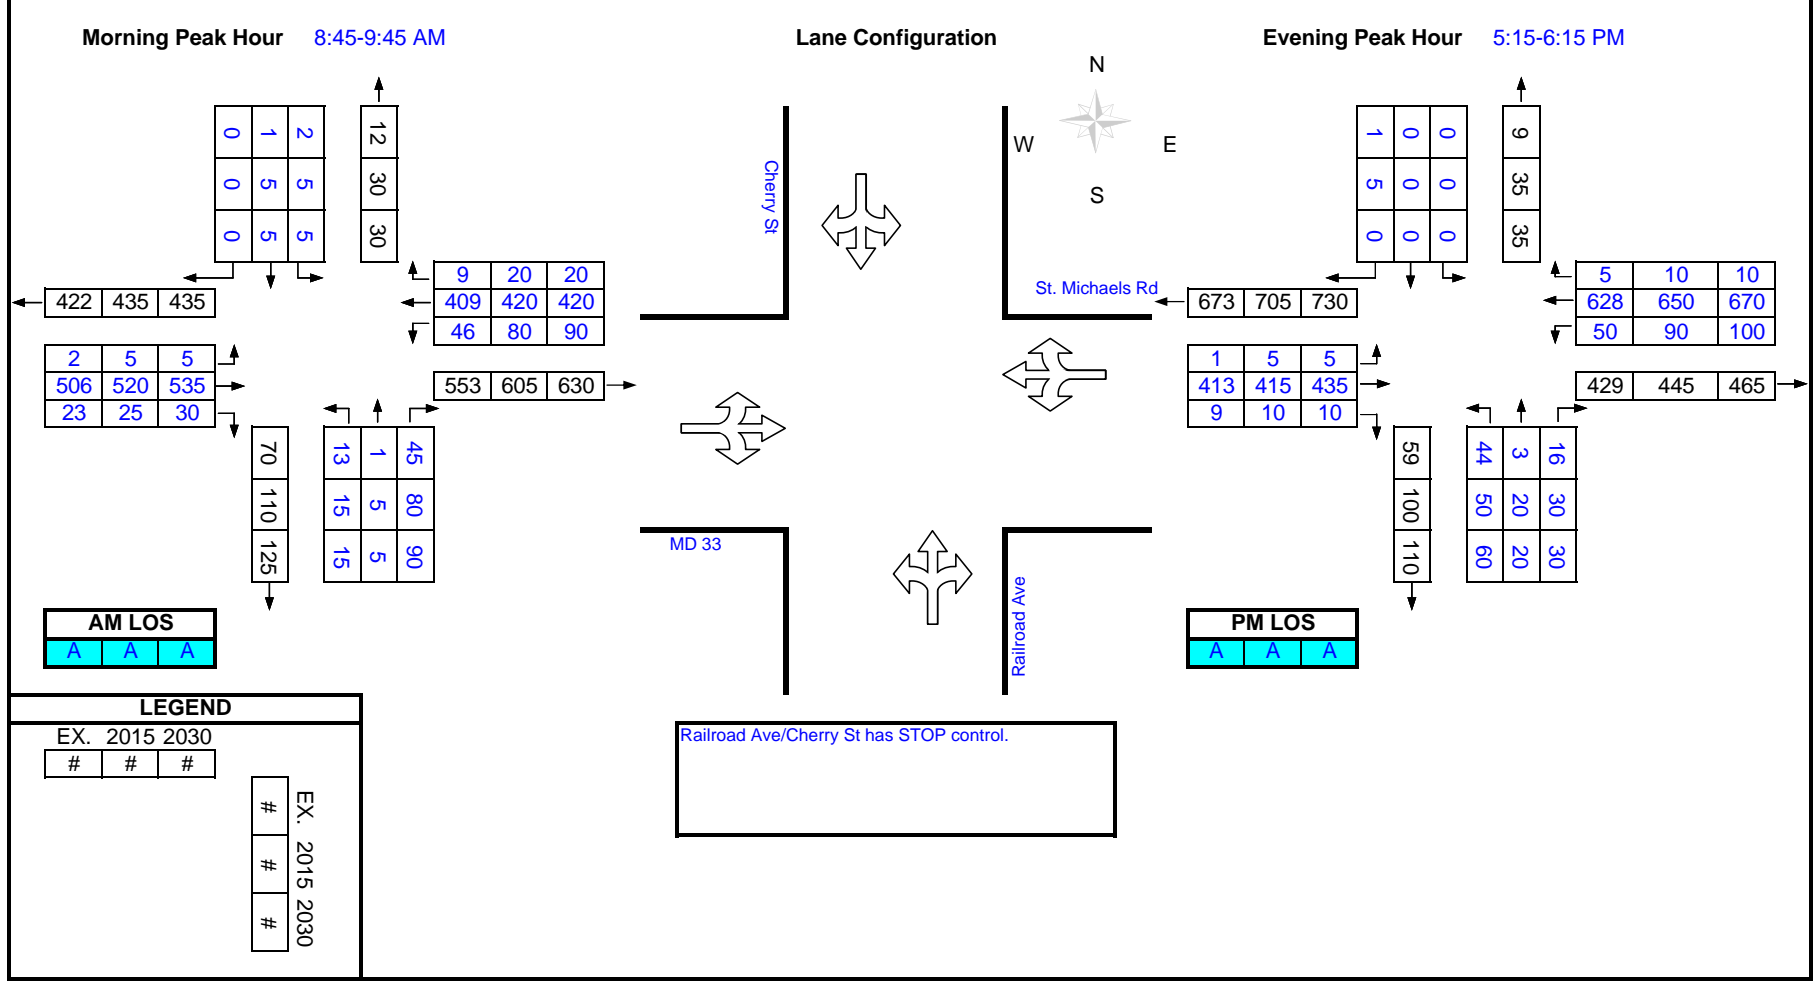 Morning Peak Hour 8:45-9:45 AM
Lane Configuration
Evening Peak Hour 5:15-6:15 PM
0 1 2
0 5 5
0 5 5
12
30
30
9 20 20
409 420 420
46 80 90
422 435 435
2 5 5
506 520 535
23 25 30
553 605 630
70
110
125
13 1 45
15 5 80
15 5 90
AM LOS
A A A
N
W E
S
Cherry St
St. Michaels Rd
MD 33
Railroad Ave
1 0 0
5 0 0
0 0 0
9
35
35
5 10 10
628 650 670
50 90 100
673 705 730
1 5 5
413 415 435
9 10 10
429 445 465
59
100
110
44 3 16
50 20 30
60 20 30
PM LOS
A A A
LEGEND
EX. 2015 2030
# # #
EX. 2015 2030
# # #
Railroad Ave/Cherry St has STOP control.